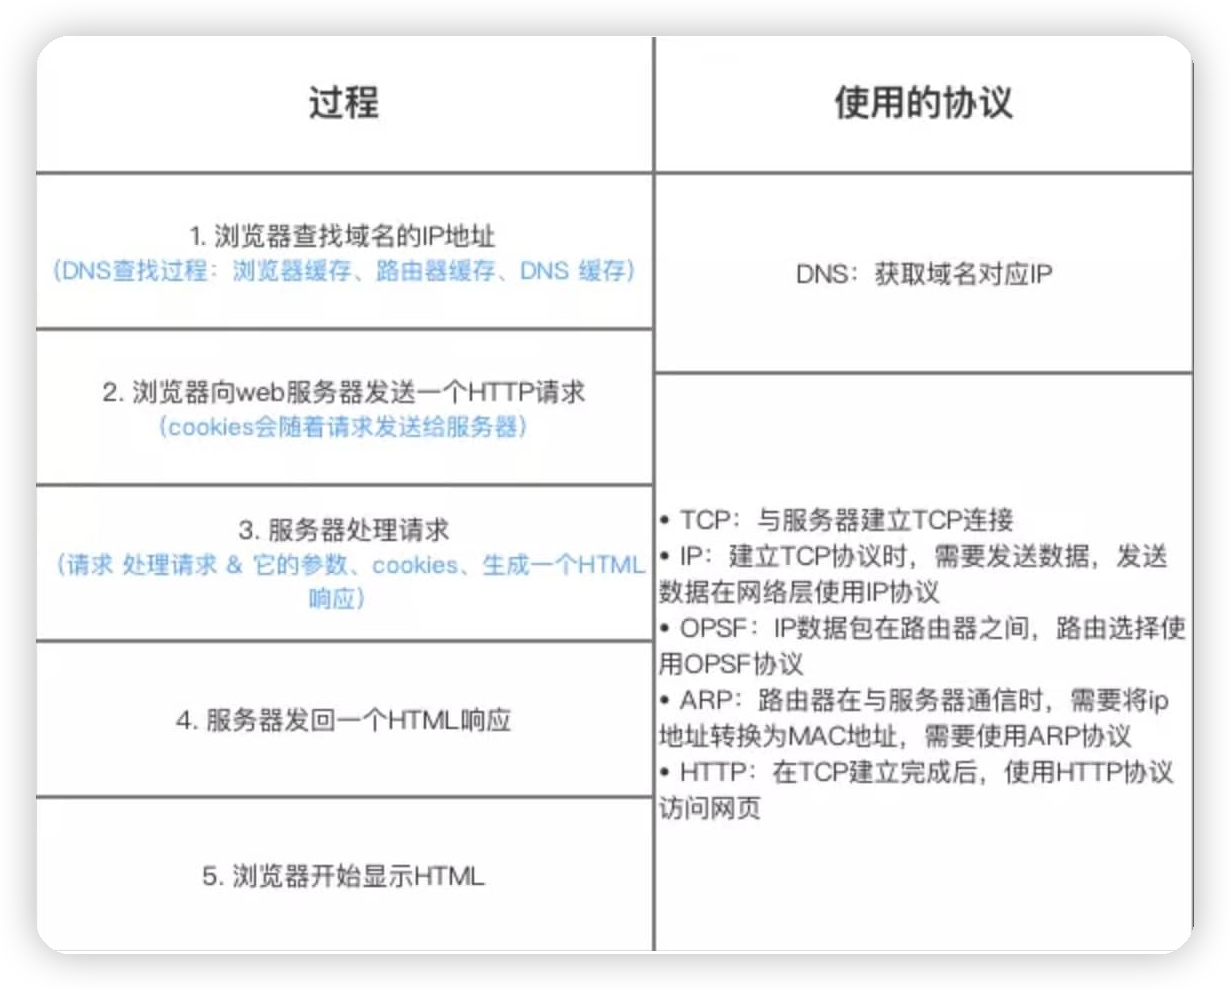 过程
使用的协议
1. 浏览器查找域名的IP地址
（DNS查找过程：浏览器缓存、路由器缓存、DNS 缓存）
DNS：获取域名对应IP
2. 浏览器向web服务器发送一个HTTP请求
（cookies会随着请求发送给服务器）
3. 服务器处理请求
（请求 处理请求 & 它的参数、cookies、生成一个HTML
响应）
4. 服务器发回一个HTML响应
5. 浏览器开始显示HTML
• TCP：与服务器建立TCP连接
• IP：建立TCP协议时，需要发送数据，发送
数据在网络层使用IP协议
• OPSF：IP数据包在路由器之间，路由选择使
用OPSF协议
• ARP：路由器在与服务器通信时，需要将ip
地址转换为MAC地址，需要使用ARP协议
• HTTP：在TCP建立完成后，使用HTTP协议
访问网页